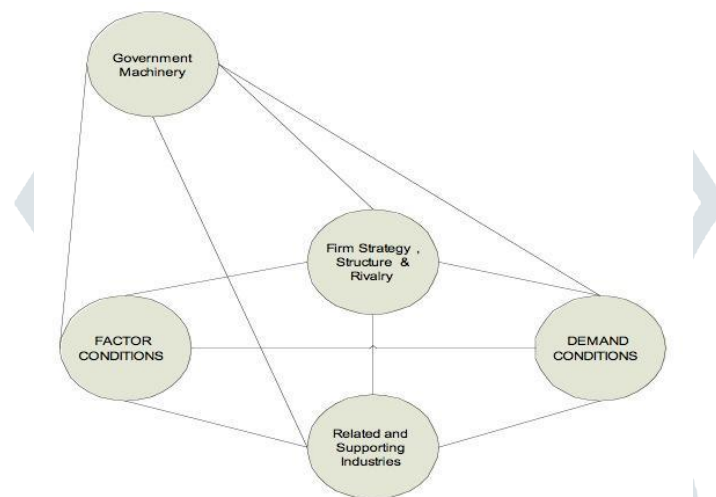 Government
Machinery
Firm Strategy ,
Structure &
Rivalry
FACTOR
CONDITIONS
DEMAND
CONDITIONS
Related and
Supporting
Industries